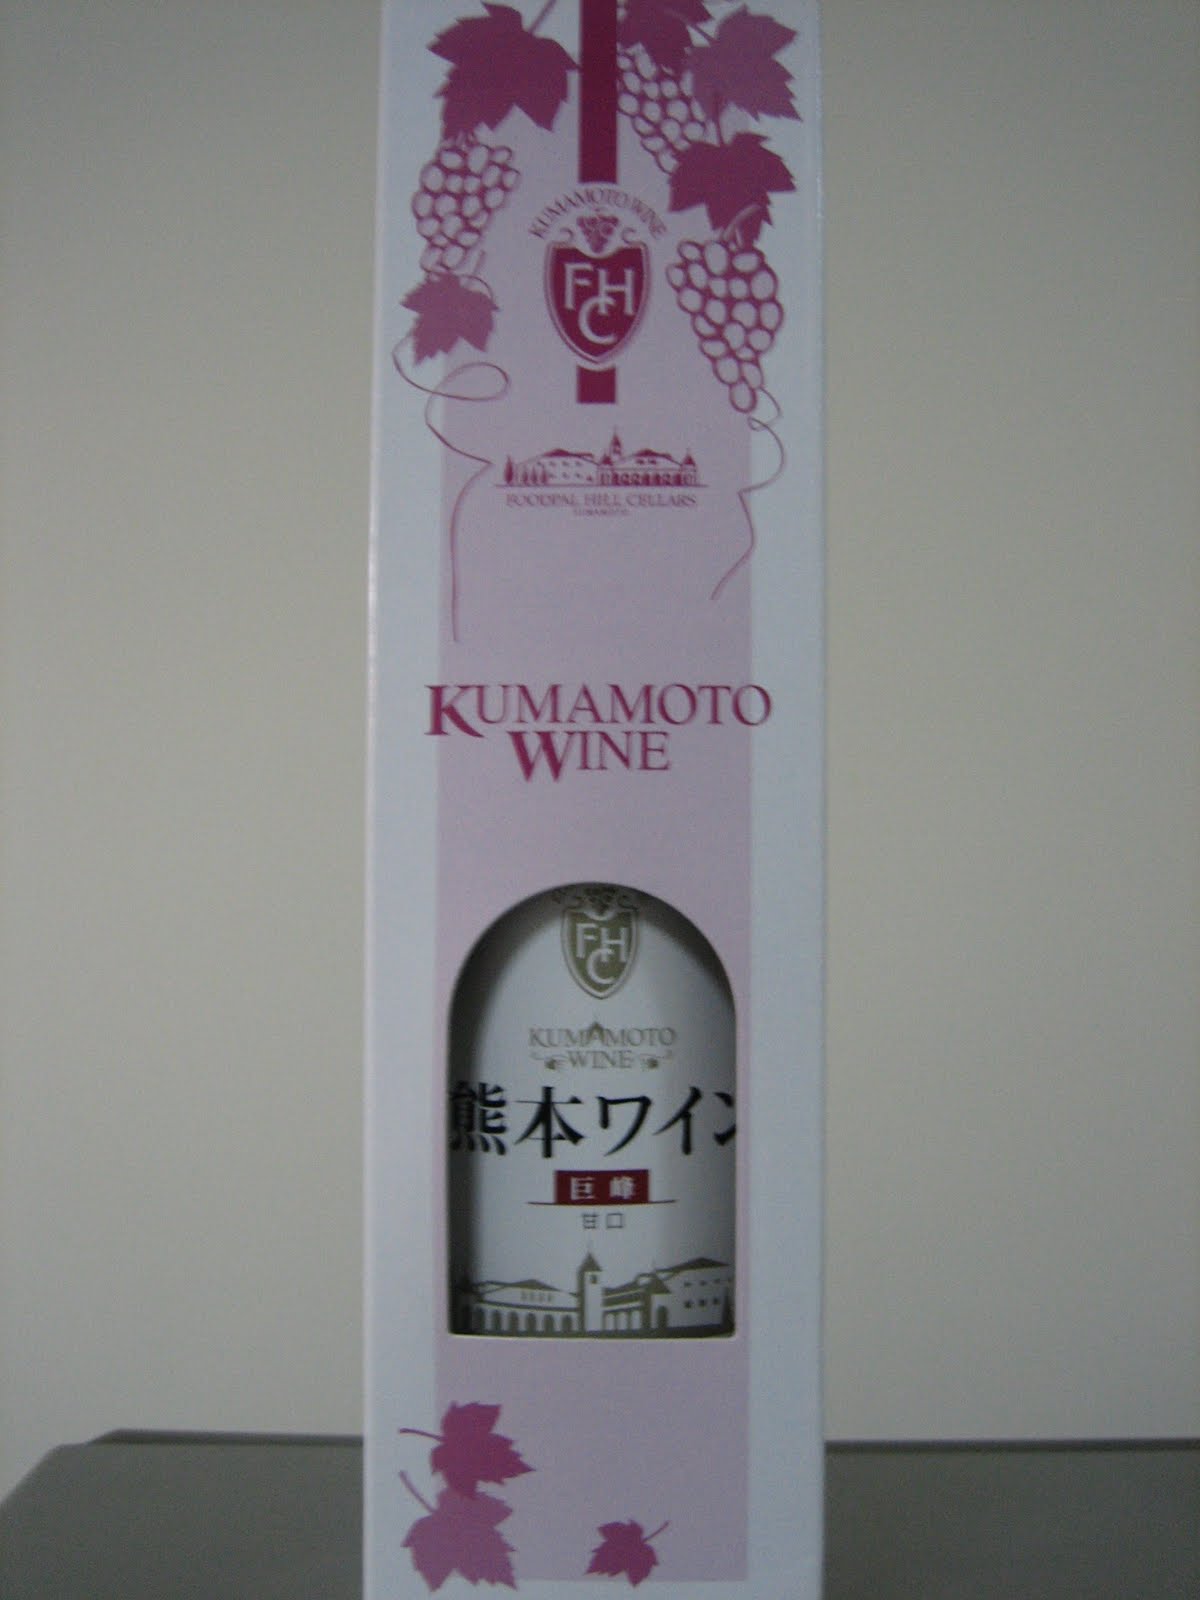 KUMAMOTO WINE
FHC
FOODPAL HILL CELLARS
KUMAMOTO
KUMAMOTO
WINE
FHC
KUMAMOTO
WINE
熊本ワイン
巨峰
甘口